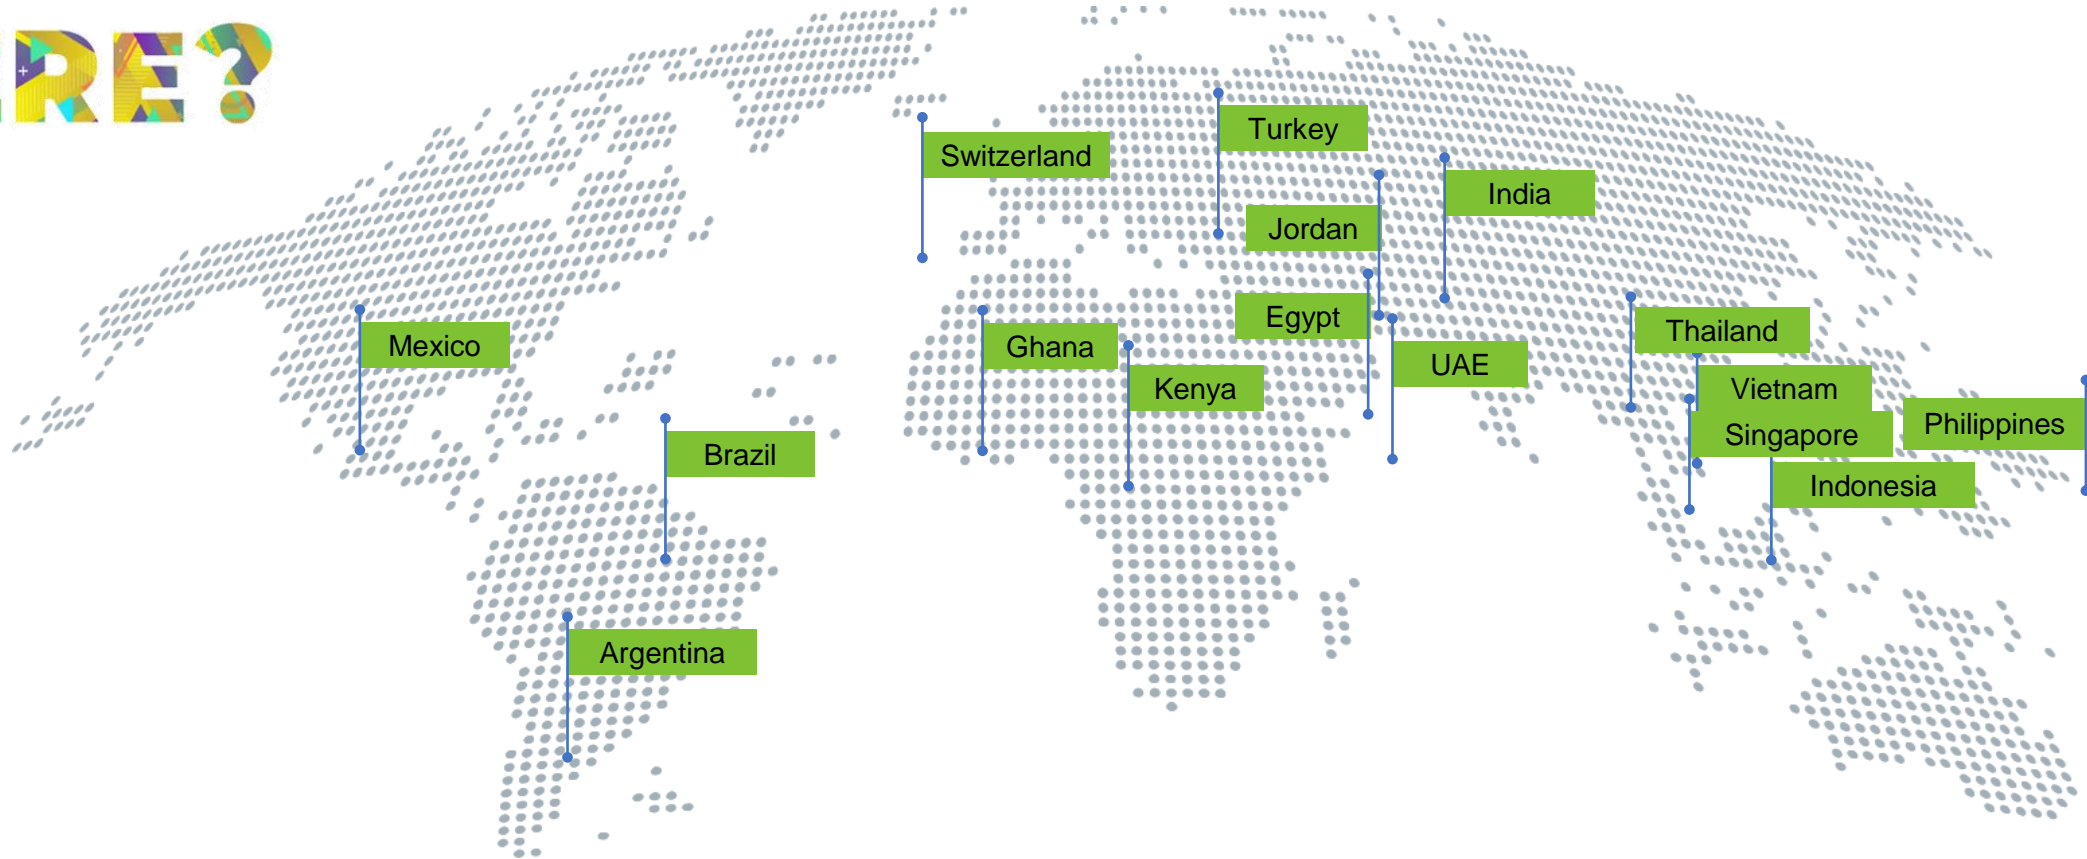 RE?
Turkey
Switzerland
India
Jordan
Egypt
Thailand
Mexico
Ghana
UAE
Kenya
Vietnam
Philippines
Singapore
Brazil
Indonesia
Argentina